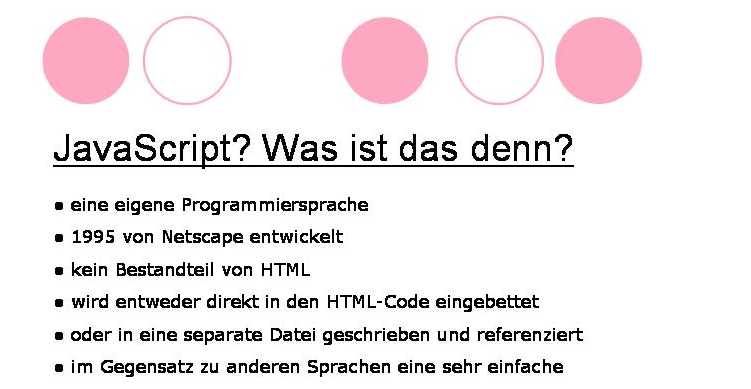 JavaScript? Was ist das denn?
• eine eigene Programmiersprache
• 1995 von Netscape entwickelt
• kein Bestandteil von HTML
• wird entweder direkt in den HTML-Code eingebettet
• oder in eine separate Datei geschrieben und referenziert
• im Gegensatz zu anderen Sprachen eine sehr einfache